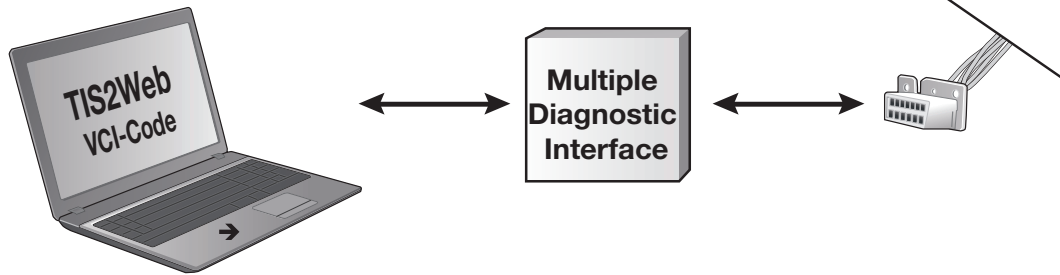 TIS2Web
VCI-Code
Multiple
Diagnostic
Interface